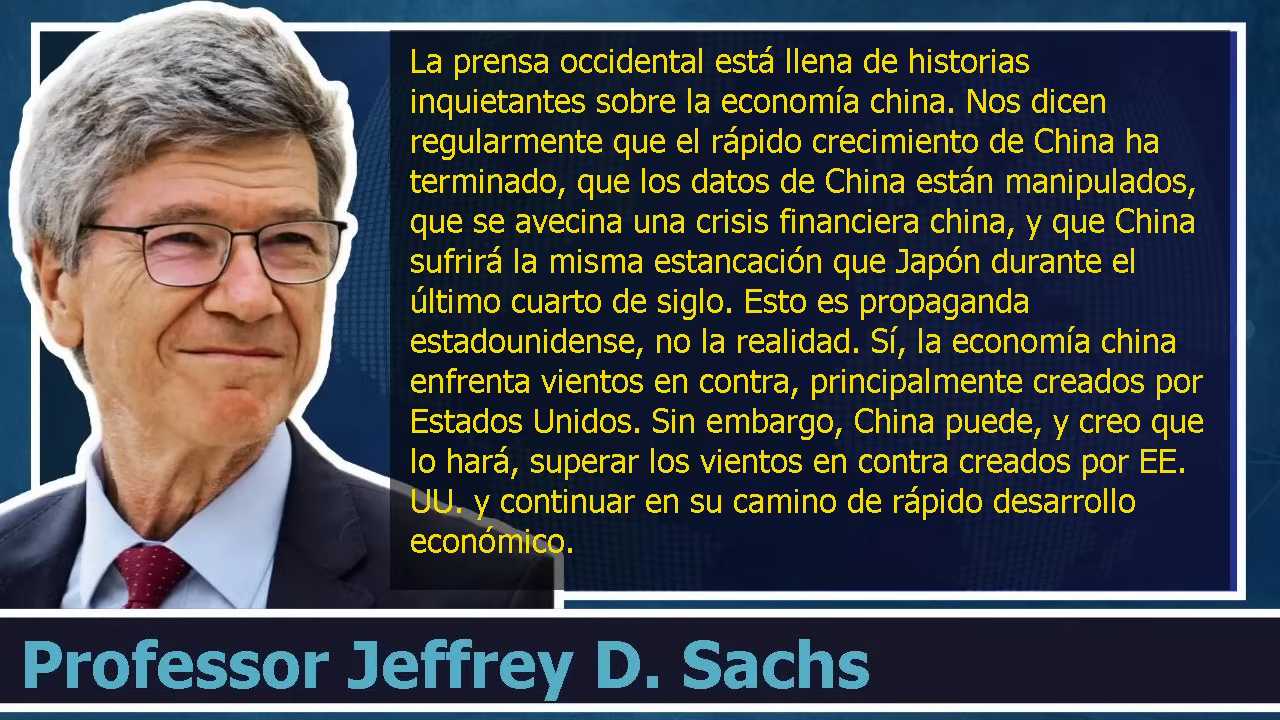 La prensa occidental está llena de historias
inquietantes sobre la economía china. Nos dicen
regularmente que el rápido crecimiento de China ha
terminado, que los datos de China están manipulados,
que se avecina una crisis financiera china, y que China
sufrirá la misma estancación que Japón durante el
último cuarto de siglo. Esto es propaganda
estadounidense, no la realidad. Sí, la economía china
enfrenta vientos en contra, principalmente creados por
Estados Unidos. Sin embargo, China puede, y creo que
lo hará, superar los vientos en contra creados por EE.
UU. y continuar en su camino de rápido desarrollo
económico.
Professor Jeffrey D. Sachs